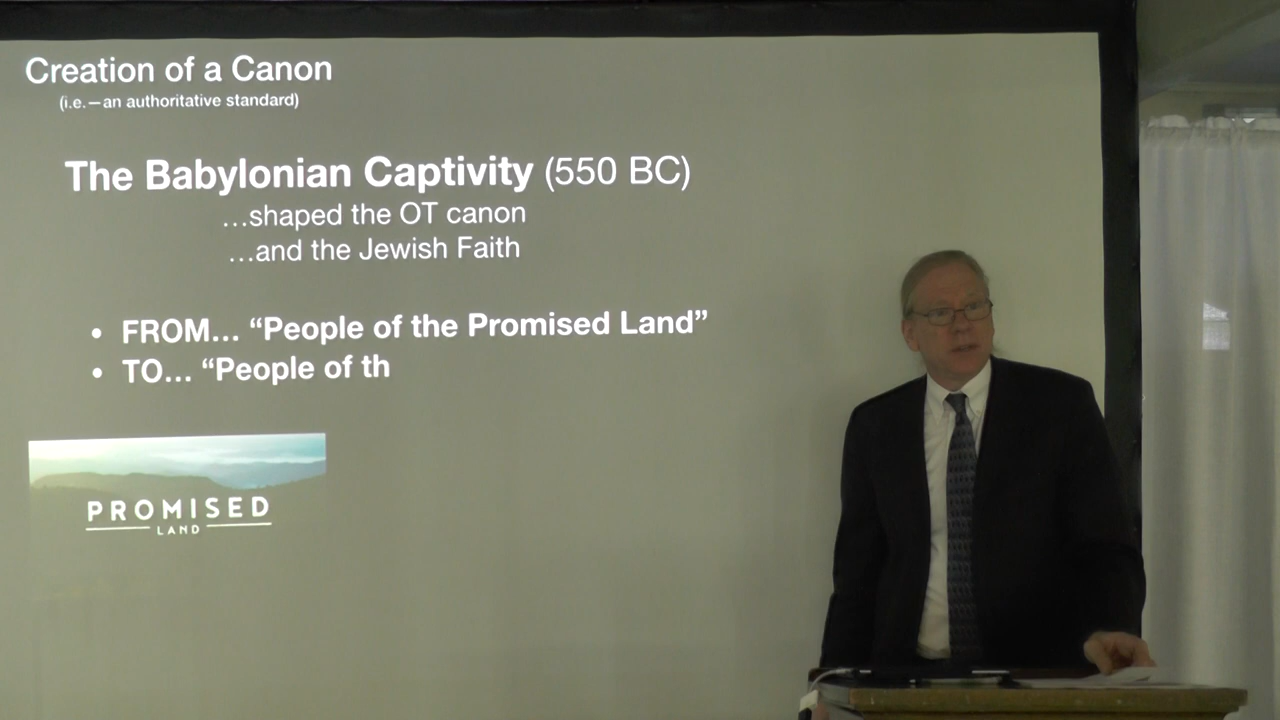 Creation of a Canon
(i.e.—an authoritative standard)
The Babylonian Captivity (550 BC)
…shaped the OT canon
…and the Jewish Faith
• FROM… “People of the Promised Land”
• TO… “People of th
PROMISED
LAND